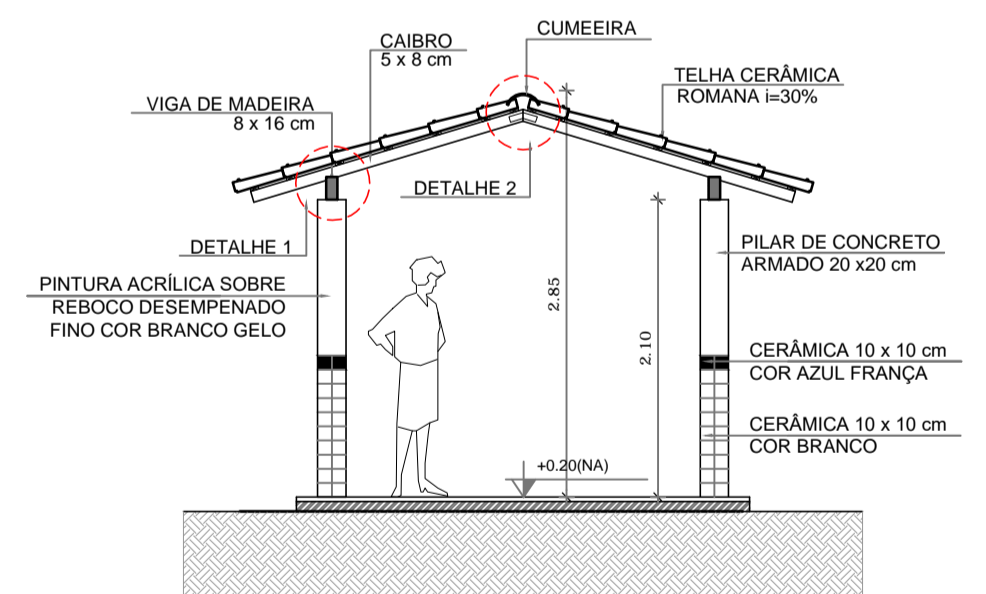 CUMEEIRA
CAIBRO
5 x 8 cm
TELHA CERÂMICA
ROMANA i=30%
VIGA DE MADEIRA
8 x 16 cm
DETALHE 2
DETALHE 1
PILAR DE CONCRETO
ARMADO 20 x20 cm
PINTURA ACRÍLICA SOBRE
REBOCO DESEMPENADO
FINO COR BRANCO GELO
2.85
2.10
CERÂMICA 10 x 10 cm
COR AZUL FRANÇA
CERÂMICA 10 x 10 cm
COR BRANCO
+0.20(NA)